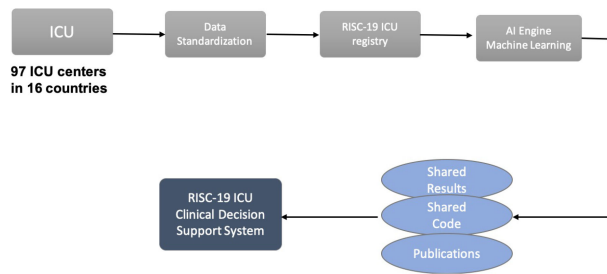 ICU
Data
Standardization
RISC-19 ICU
registry
AI Engine
Machine Learning
97 ICU centers
in 16 countries
RISC-19 ICU
Clinical Decision
Support System
Shared
Results
Shared
Code
Publications